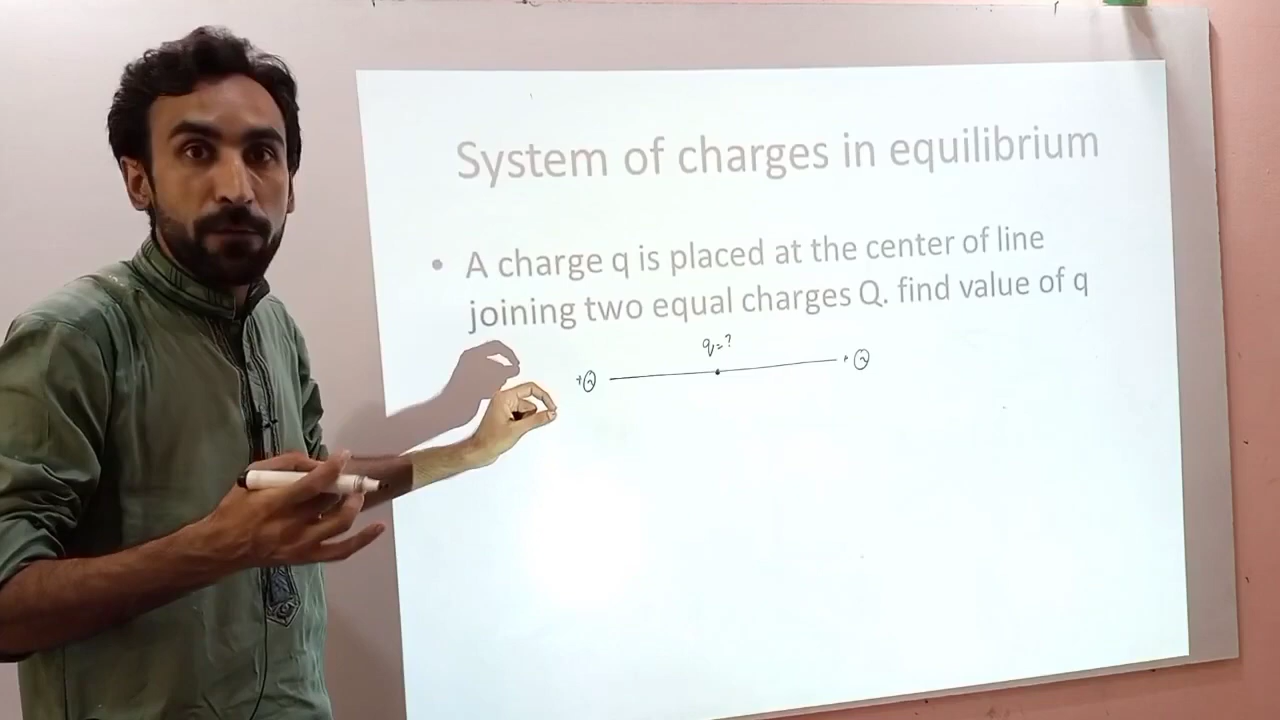 System of charges in equilibrium
• A charge q is placed at the center of line
joining two equal charges Q. find value of q
q=?
+Q +Q